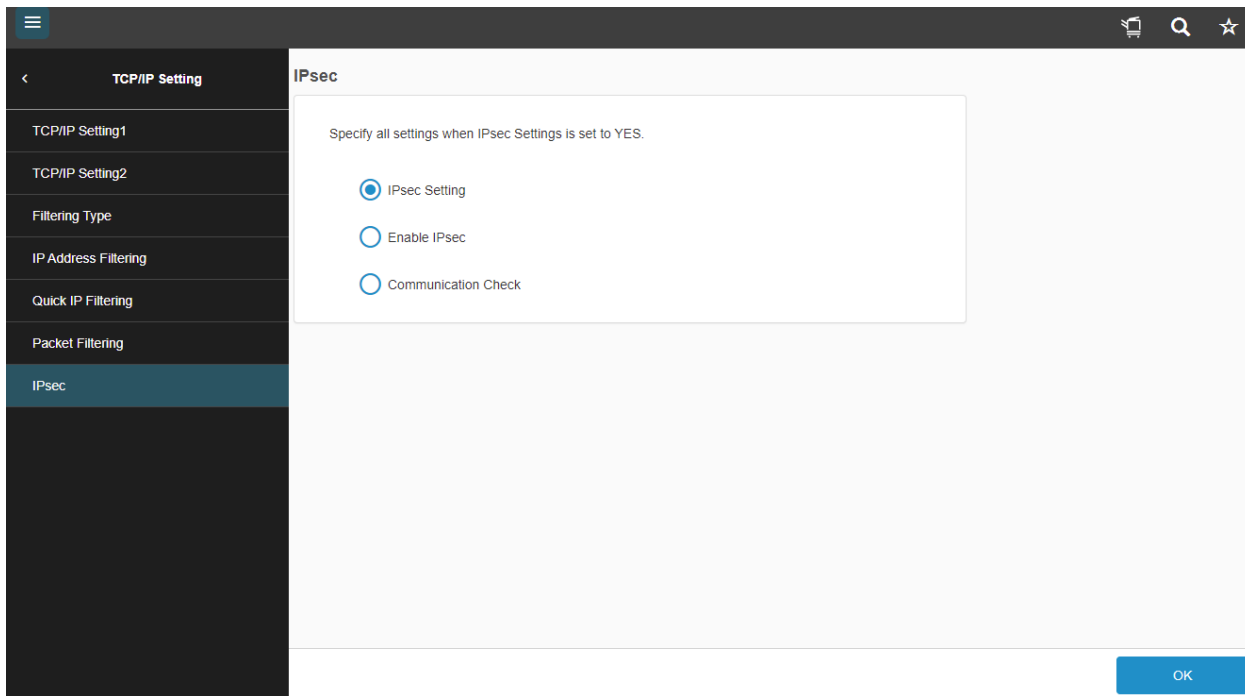 TCP/IP Setting
TCP/IP Setting1
TCP/IP Setting2
Filtering Type
IP Address Filtering
Quick IP Filtering
Packet Filtering
IPsec
IPsec
Specify all settings when IPsec Settings is set to YES.
IPsec Setting
Enable IPsec
Communication Check
OK